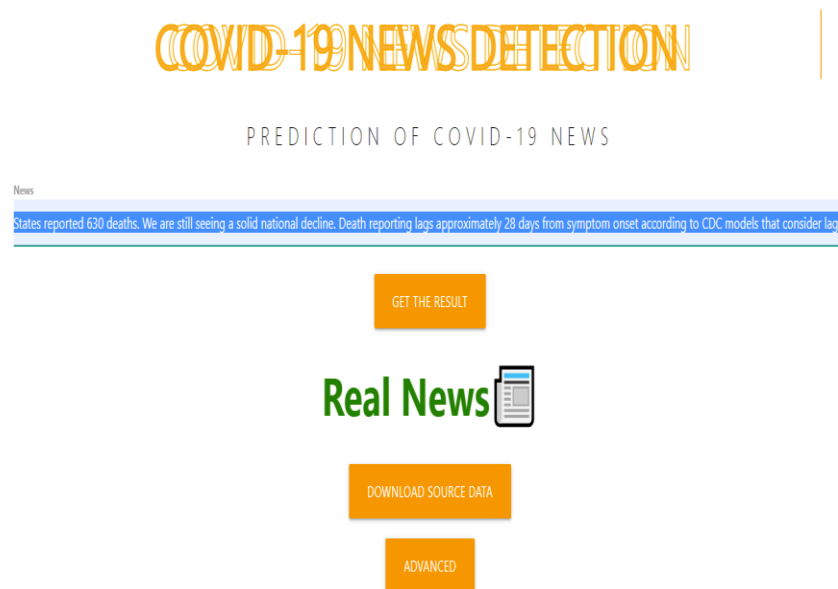 COVID-19 NEWS DETECTION
PREDICTION OF COVID-19 NEWS
News
States reported 630 deaths. We are still seeing a solid national decline. Death reporting lags approximately 28 days from symptom onset according to CDC models that consider lag
GET THE RESULT
Real News
DOWNLOAD SOURCE DATA
ADVANCED